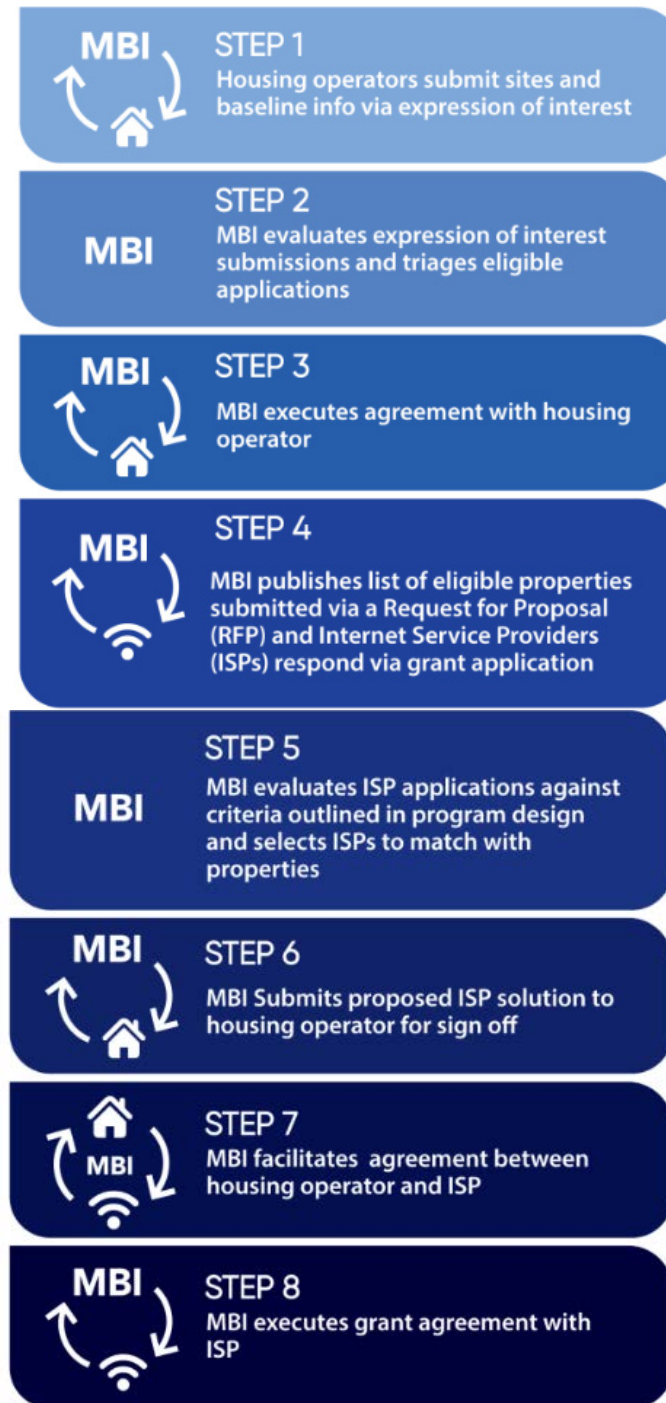 MBI
STEP 1
Housing operators submit sites and
baseline info via expression of interest
MBI
STEP 2
MBI evaluates expression of interest
submissions and triages eligible
applications
MBI
STEP 3
MBI executes agreement with housing
operator
MBI
STEP 4
MBI publishes list of eligible properties
submitted via a Request for Proposal
(RFP) and Internet Service Providers
(ISPs) respond via grant application
MBI
STEP 5
MBI evaluates ISP applications against
criteria outlined in program design
and selects ISPs to match with
properties
MBI
STEP 6
MBI Submits proposed ISP solution to
housing operator for sign off
MBI
STEP 7
MBI facilitates  agreement between
housing operator and ISP
MBI
STEP 8
MBI executes grant agreement with
ISP